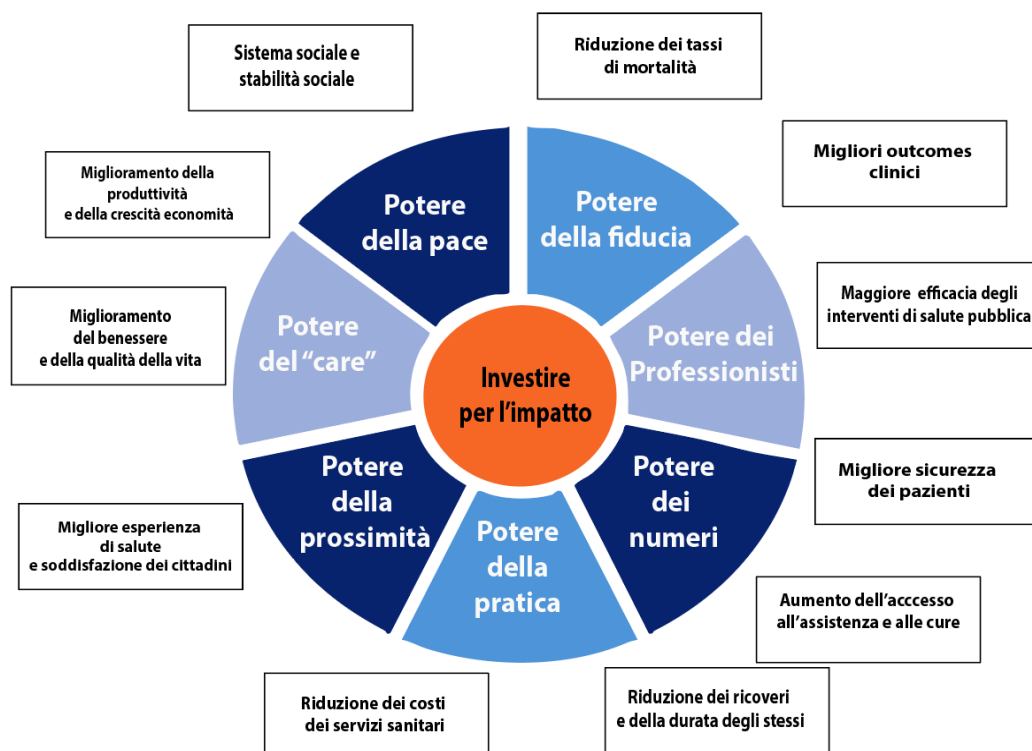 Sistema sociale e
stabilità sociale
Riduzione dei tassi
di mortalità
Migliori outcomes
clinici
Maggiore efficacia degli
interventi di salute pubblica
Migliore sicurezza
dei pazienti
Aumento dell’acccesso
all’assistenza e alle cure
Riduzione dei ricoveri
e della durata degli stessi
Riduzione dei costi
dei servizi sanitari
Migliore esperienza
di salute
e soddisfazione dei cittadini
Miglioramento
del benessere
e della qualità della vita
Miglioramento della
produttività
e della crescità economità
Potere
della pace
Potere
della fiducia
Potere dei
Professionisti
Potere
dei
numeri
Potere
della
pratica
Potere
della
prossimità
Potere
del “care”
Investire
per l’impatto